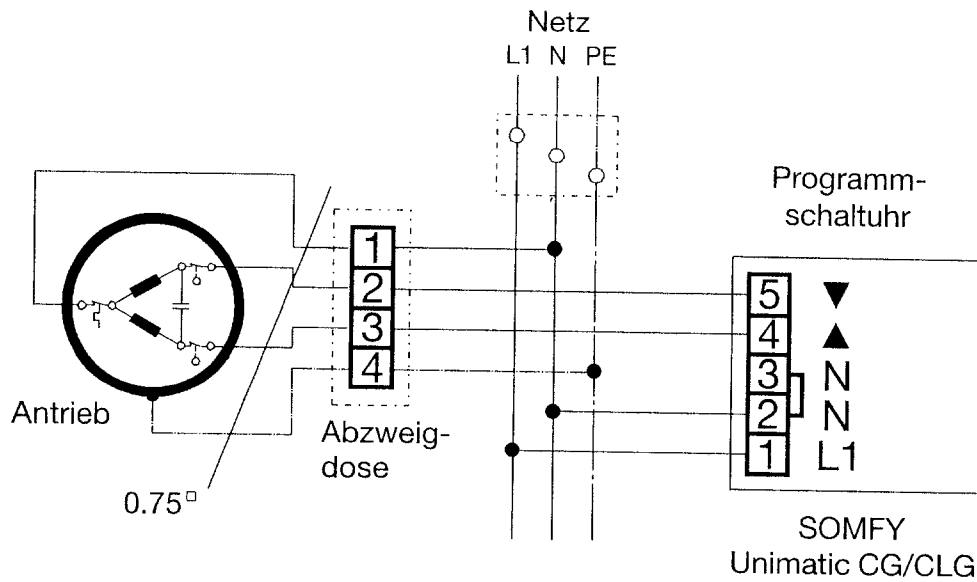 Netz
L1 N PE
Programm-
schaltuhr
1
2
3
4
5 ▼
4 ▲
3 N
2 N
1 L1
Antrieb
Abzweig-
dose
0.75 □
SOMFY
Unimatic CG/CLG